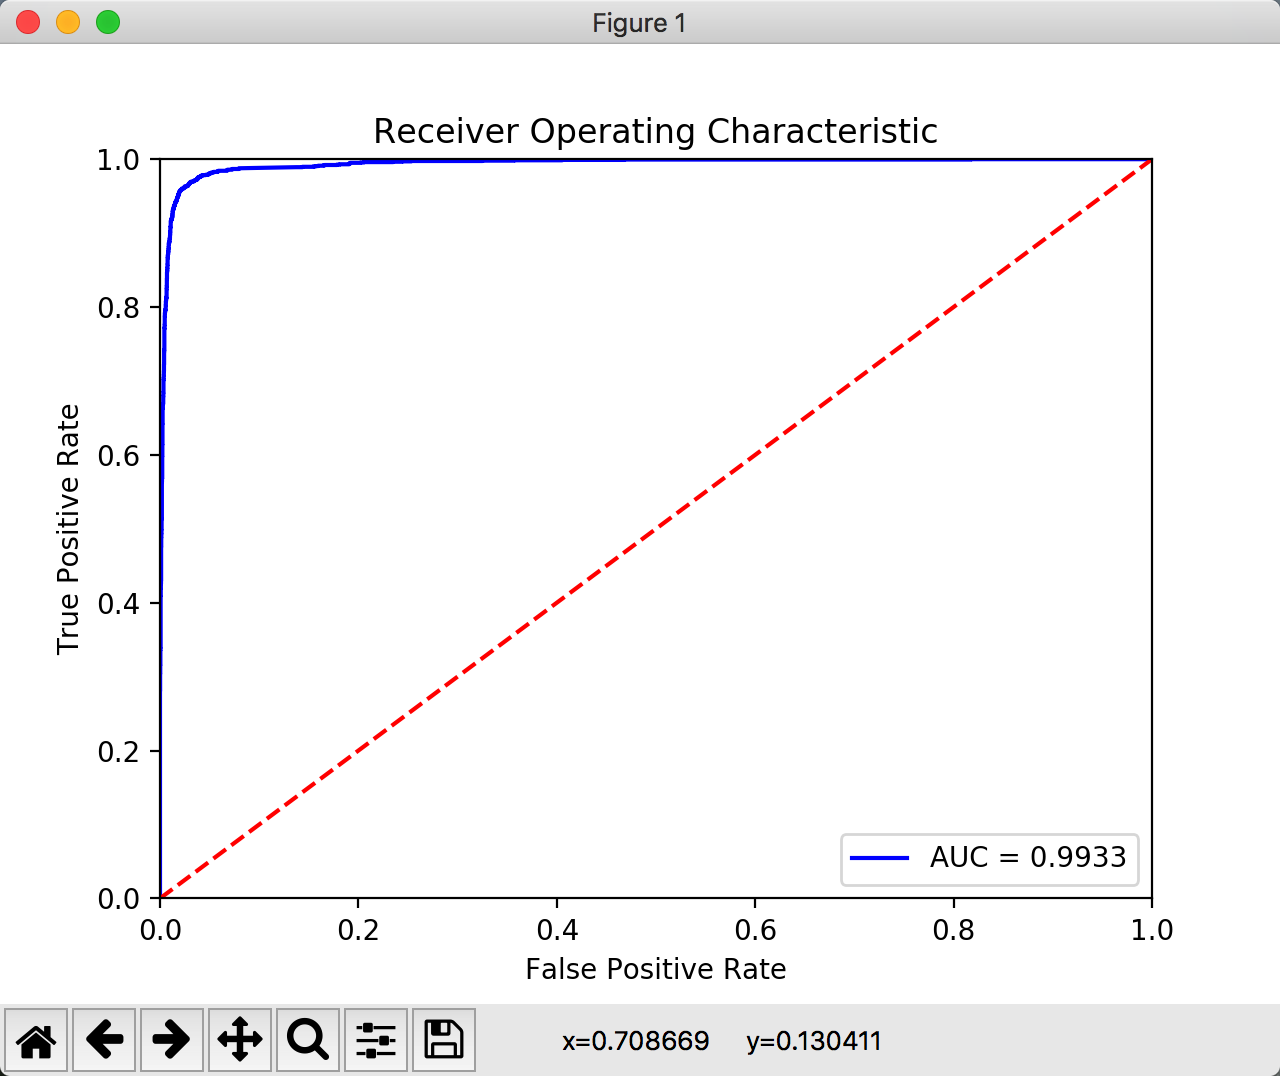 Figure 1
Receiver Operating Characteristic
1.0
0.8
0.6
0.4
0.2
0.0
True Positive Rate
AUC = 0.9933
0.0 0.2 0.4 0.6 0.8 1.0
False Positive Rate
x=0.708669 y=0.130411